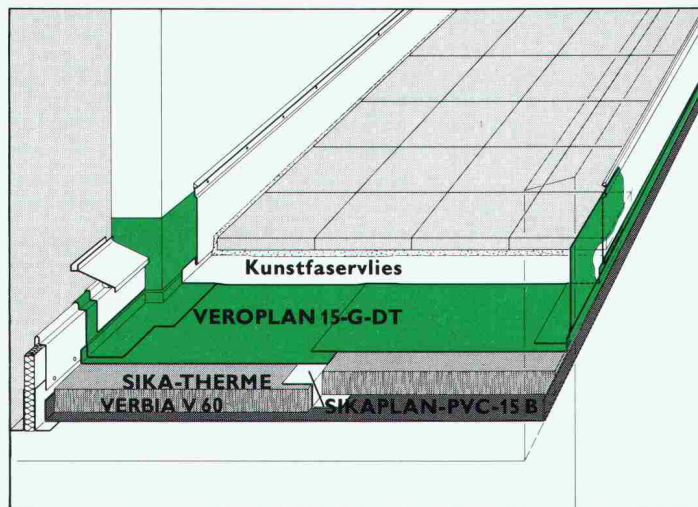 Kunstfaservlies
VEROPLAN 15-G-DT
SIKA-THERME
VERBIA V 60
SIKAPLAN-PVC-15 B